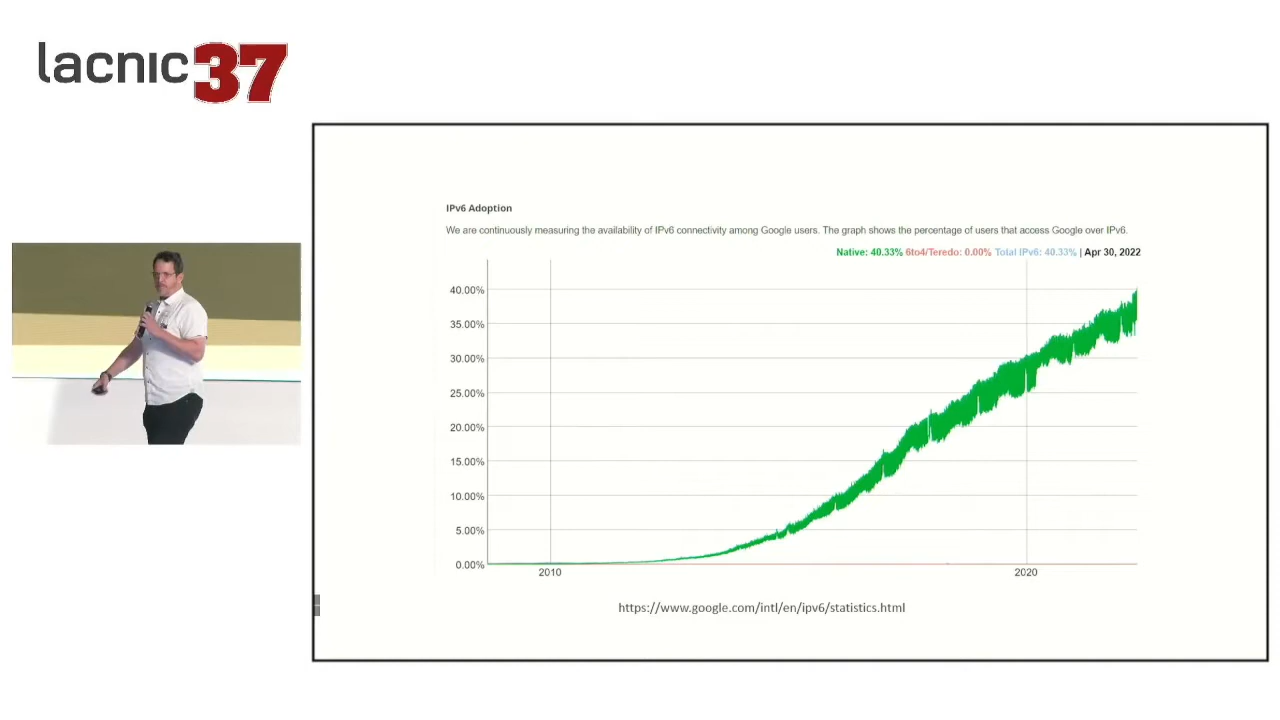 lacnic37
IPv6 Adoption
We are continuously measuring the availability of IPv6 connectivity among Google users. The graph shows the percentage of users that access Google over IPv6.
Native: 40.33% 6to4/Teredo: 0.00% Total IPv6: 40.33% | Apr 30, 2022
40.00%
35.00%
30.00%
25.00%
20.00%
15.00%
10.00%
5.00%
0.00%
2010 2020
https://www.google.com/intl/en/ipv6/statistics.html